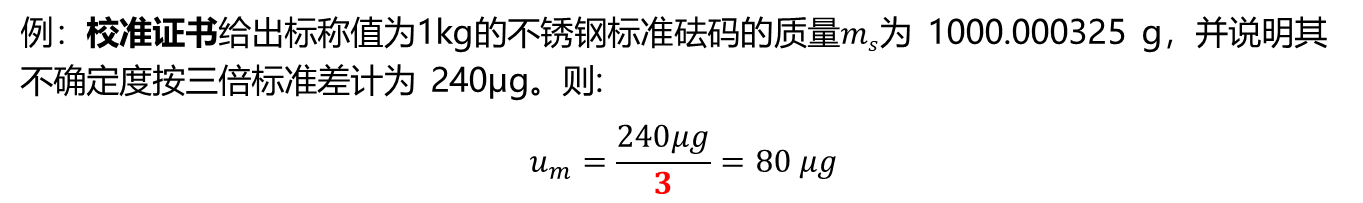 例：校准证书给出标称值为1kg的不锈钢标准砝码的质量mₛ为 1000.000325 g，并说明其
不确定度按三倍标准差计为 240μg。则:
uₘ = 240μg / 3 = 80 μg